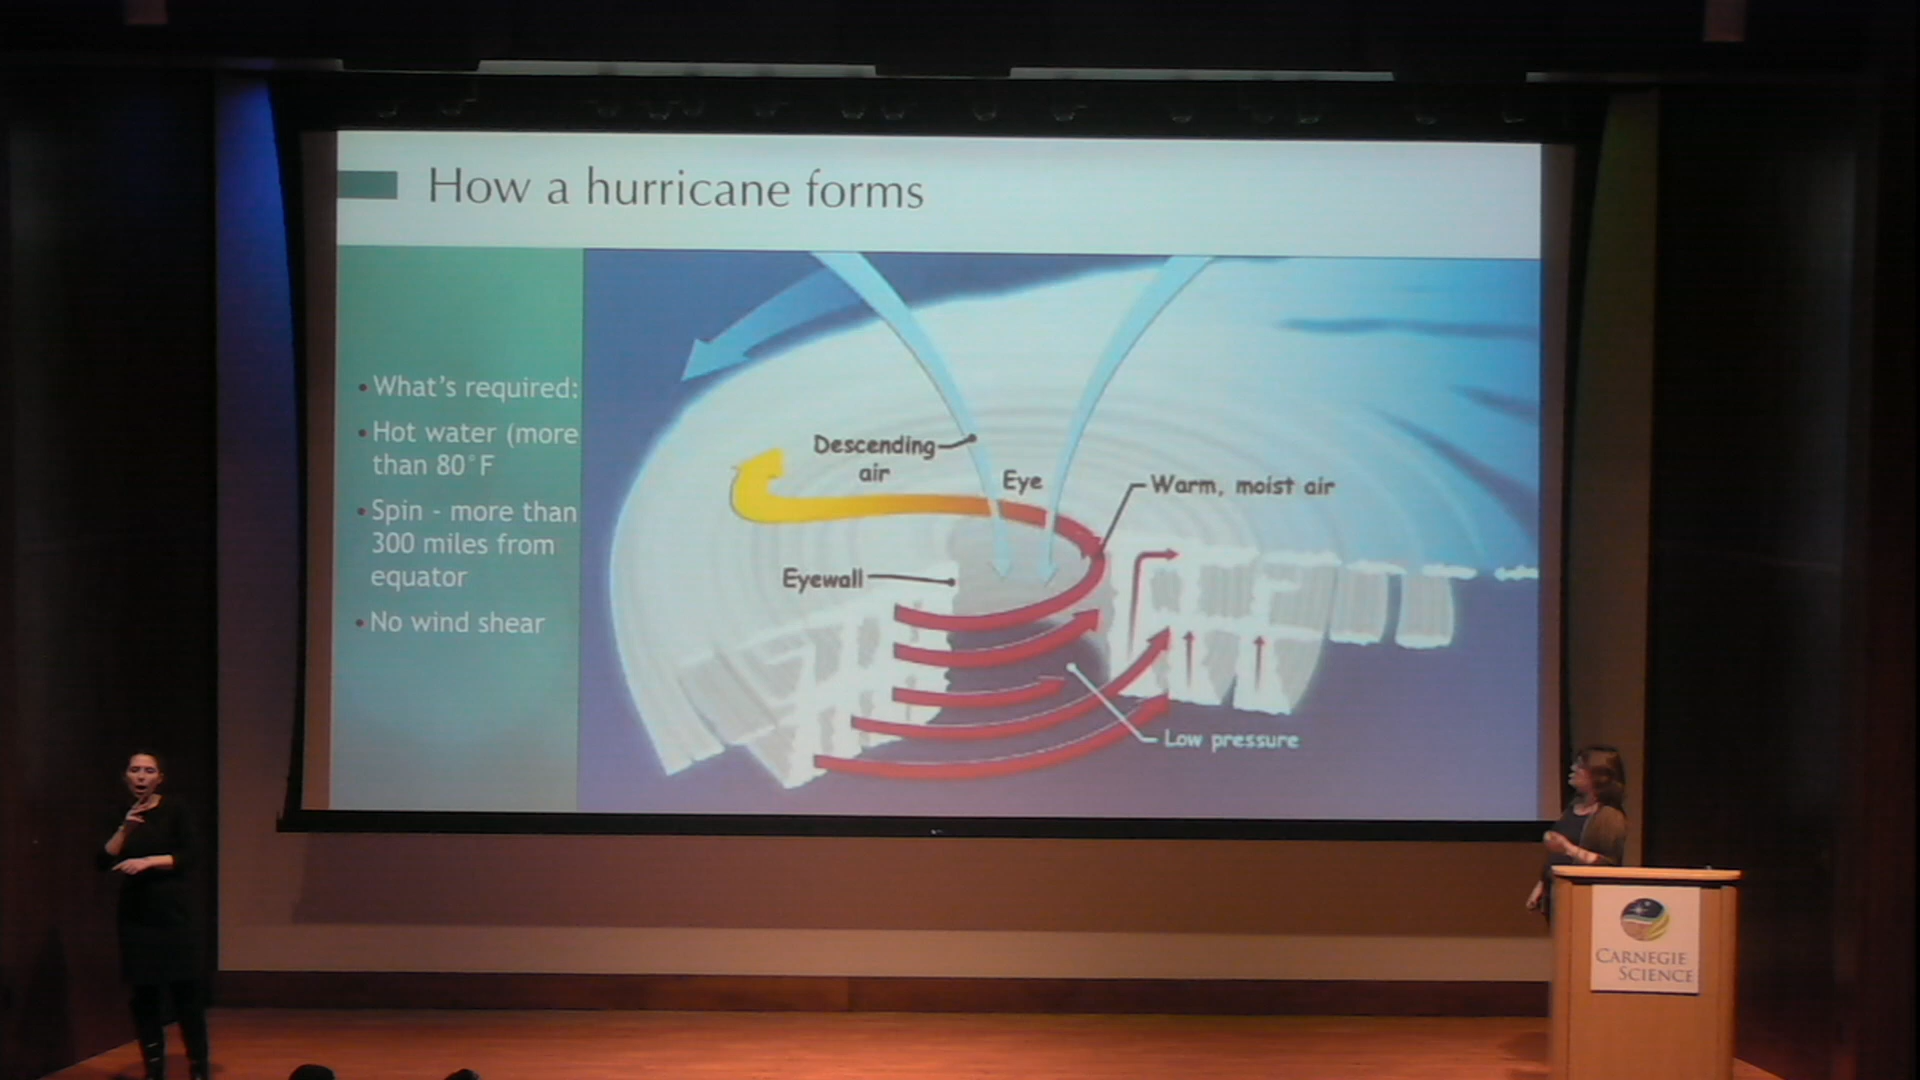 How a hurricane forms
• What's required:
• Hot water (more
than 80°F
• Spin - more than
300 miles from
equator
• No wind shear
Descending
air
Eye
Warm, moist air
Eyewall
Low pressure
CARNEGIE
SCIENCE